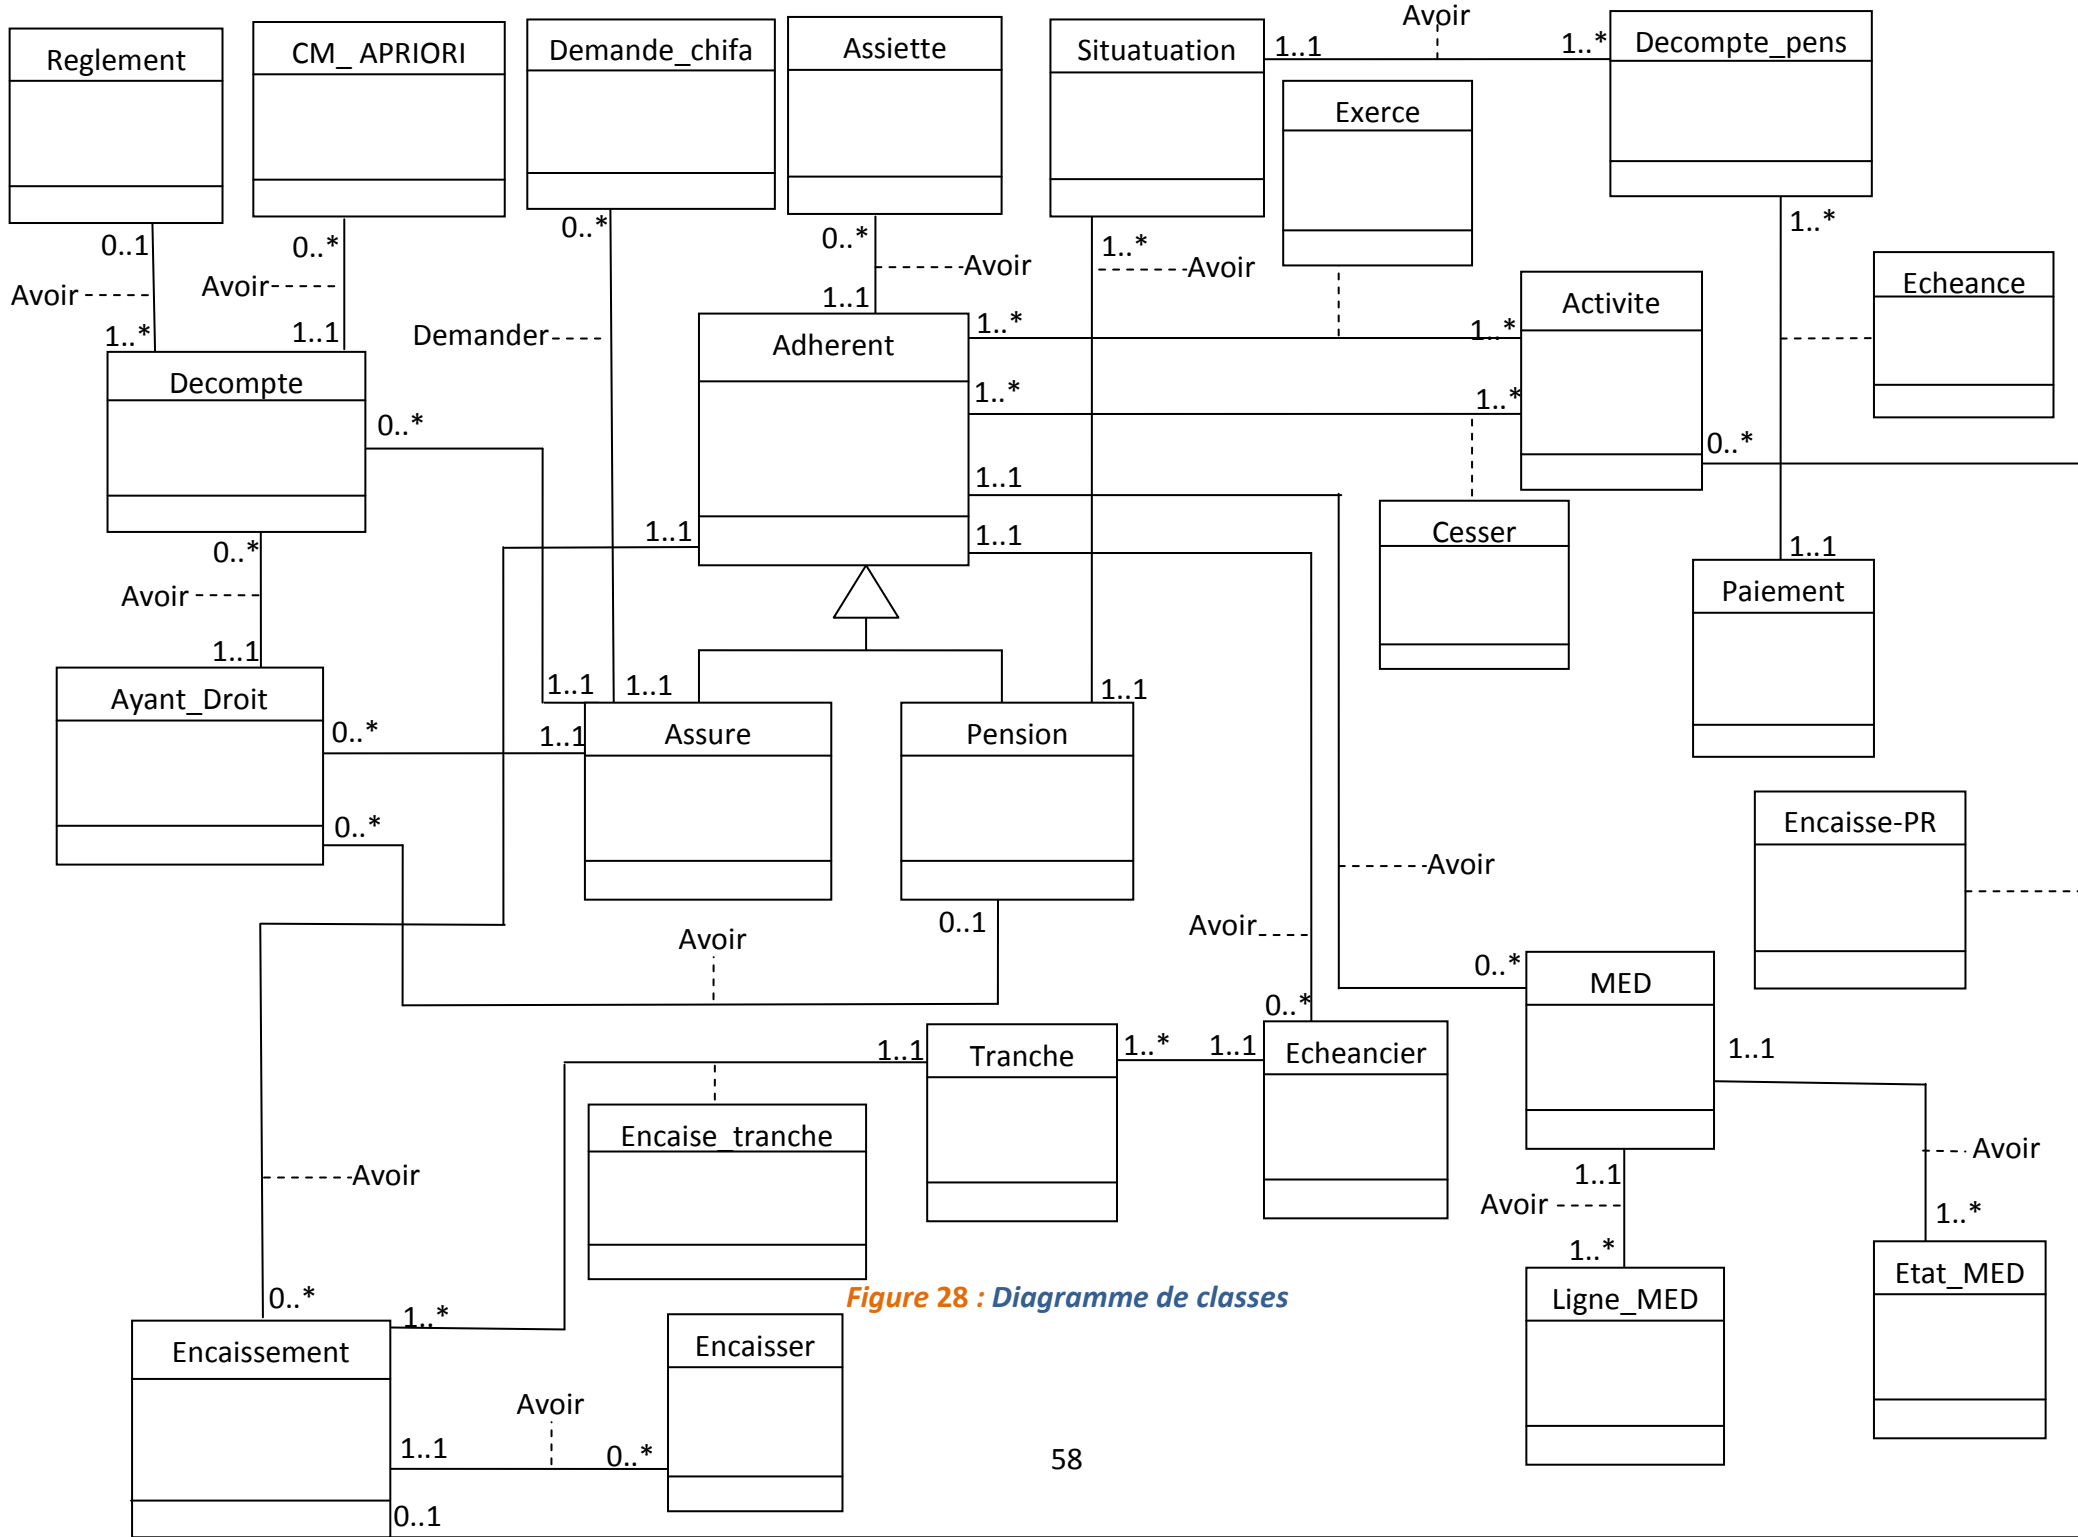 Avoir
Reglement
CM_ APRIORI
Demande_chifa
Assiette
Situatuation
1..1
1..*
Decompte_pens
Exerce
0..1
0..*
0..*
0..*
1..*
1..*
Avoir
Avoir
Avoir
Avoir
Echeance
1..*
1..1
Demander
1..1
Adherent
1..*
1..*
Activite
Decompte
0..*
1..*
1..*
0..*
1..1
1..1
1..1
Cesser
0..*
1..1
Avoir
Paiement
1..1
1..1
1..1
1..1
Ayant_Droit
0..*
1..1
Assure
Pension
0..*
Encaisse-PR
Avoir
0..1
Avoir
Avoir
0..*
MED
0..*
1..1
Tranche
1..*
1..1
Echeancier
1..1
Encaise_tranche
Avoir
Avoir
1..1
Avoir
1..*
1..*
0..*
1..*
Figure 28 : Diagramme de classes
Ligne_MED
Etat_MED
Encaissement
Encaisser
Avoir
1..1
0..*
58
0..1